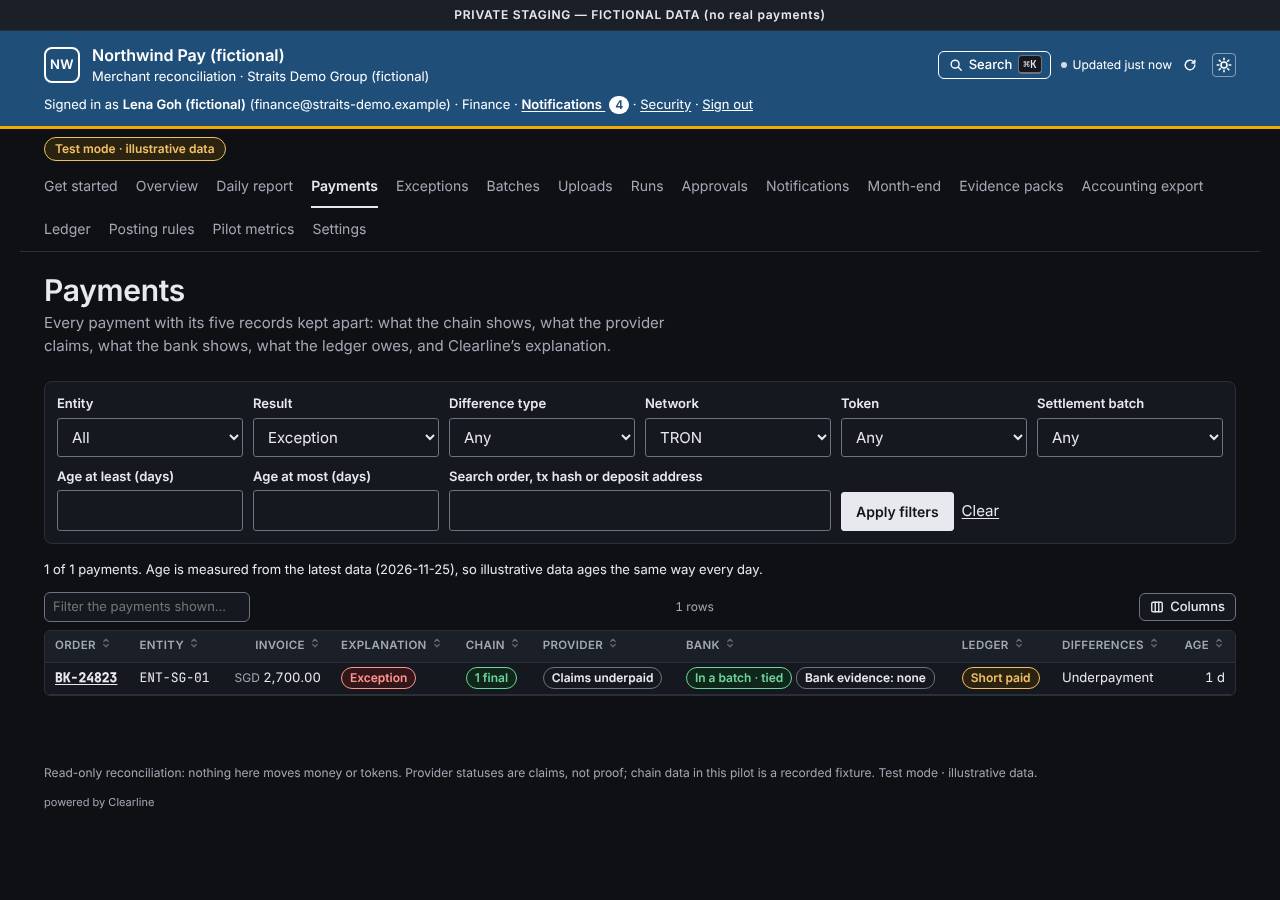 PRIVATE STAGING — FICTIONAL DATA (no real payments)
NW
Northwind Pay (fictional)
Merchant reconciliation · Straits Demo Group (fictional)
Search ⌘K
Updated just now
Signed in as Lena Goh (fictional) (finance@straits-demo.example) · Finance · Notifications 4 · Security · Sign out
Test mode · illustrative data
Get started Overview Daily report Payments Exceptions Batches Uploads Runs Approvals Notifications Month-end Evidence packs Accounting export
Ledger Posting rules Pilot metrics Settings
Payments
Every payment with its five records kept apart: what the chain shows, what the provider
claims, what the bank shows, what the ledger owes, and Clearline’s explanation.
Entity Result Difference type Network Token Settlement batch
All Exception Any TRON Any Any
Age at least (days) Age at most (days) Search order, tx hash or deposit address
Apply filters Clear
1 of 1 payments. Age is measured from the latest data (2026-11-25), so illustrative data ages the same way every day.
Filter the payments shown... 1 rows Columns
ORDER ENTITY INVOICE EXPLANATION CHAIN PROVIDER BANK LEDGER DIFFERENCES AGE
BK-24823 ENT-SG-01 SGD 2,700.00 Exception 1 final Claims underpaid In a batch · tied Bank evidence: none Short paid Underpayment 1 d
Read-only reconciliation: nothing here moves money or tokens. Provider statuses are claims, not proof; chain data in this pilot is a recorded fixture. Test mode · illustrative data.
powered by Clearline